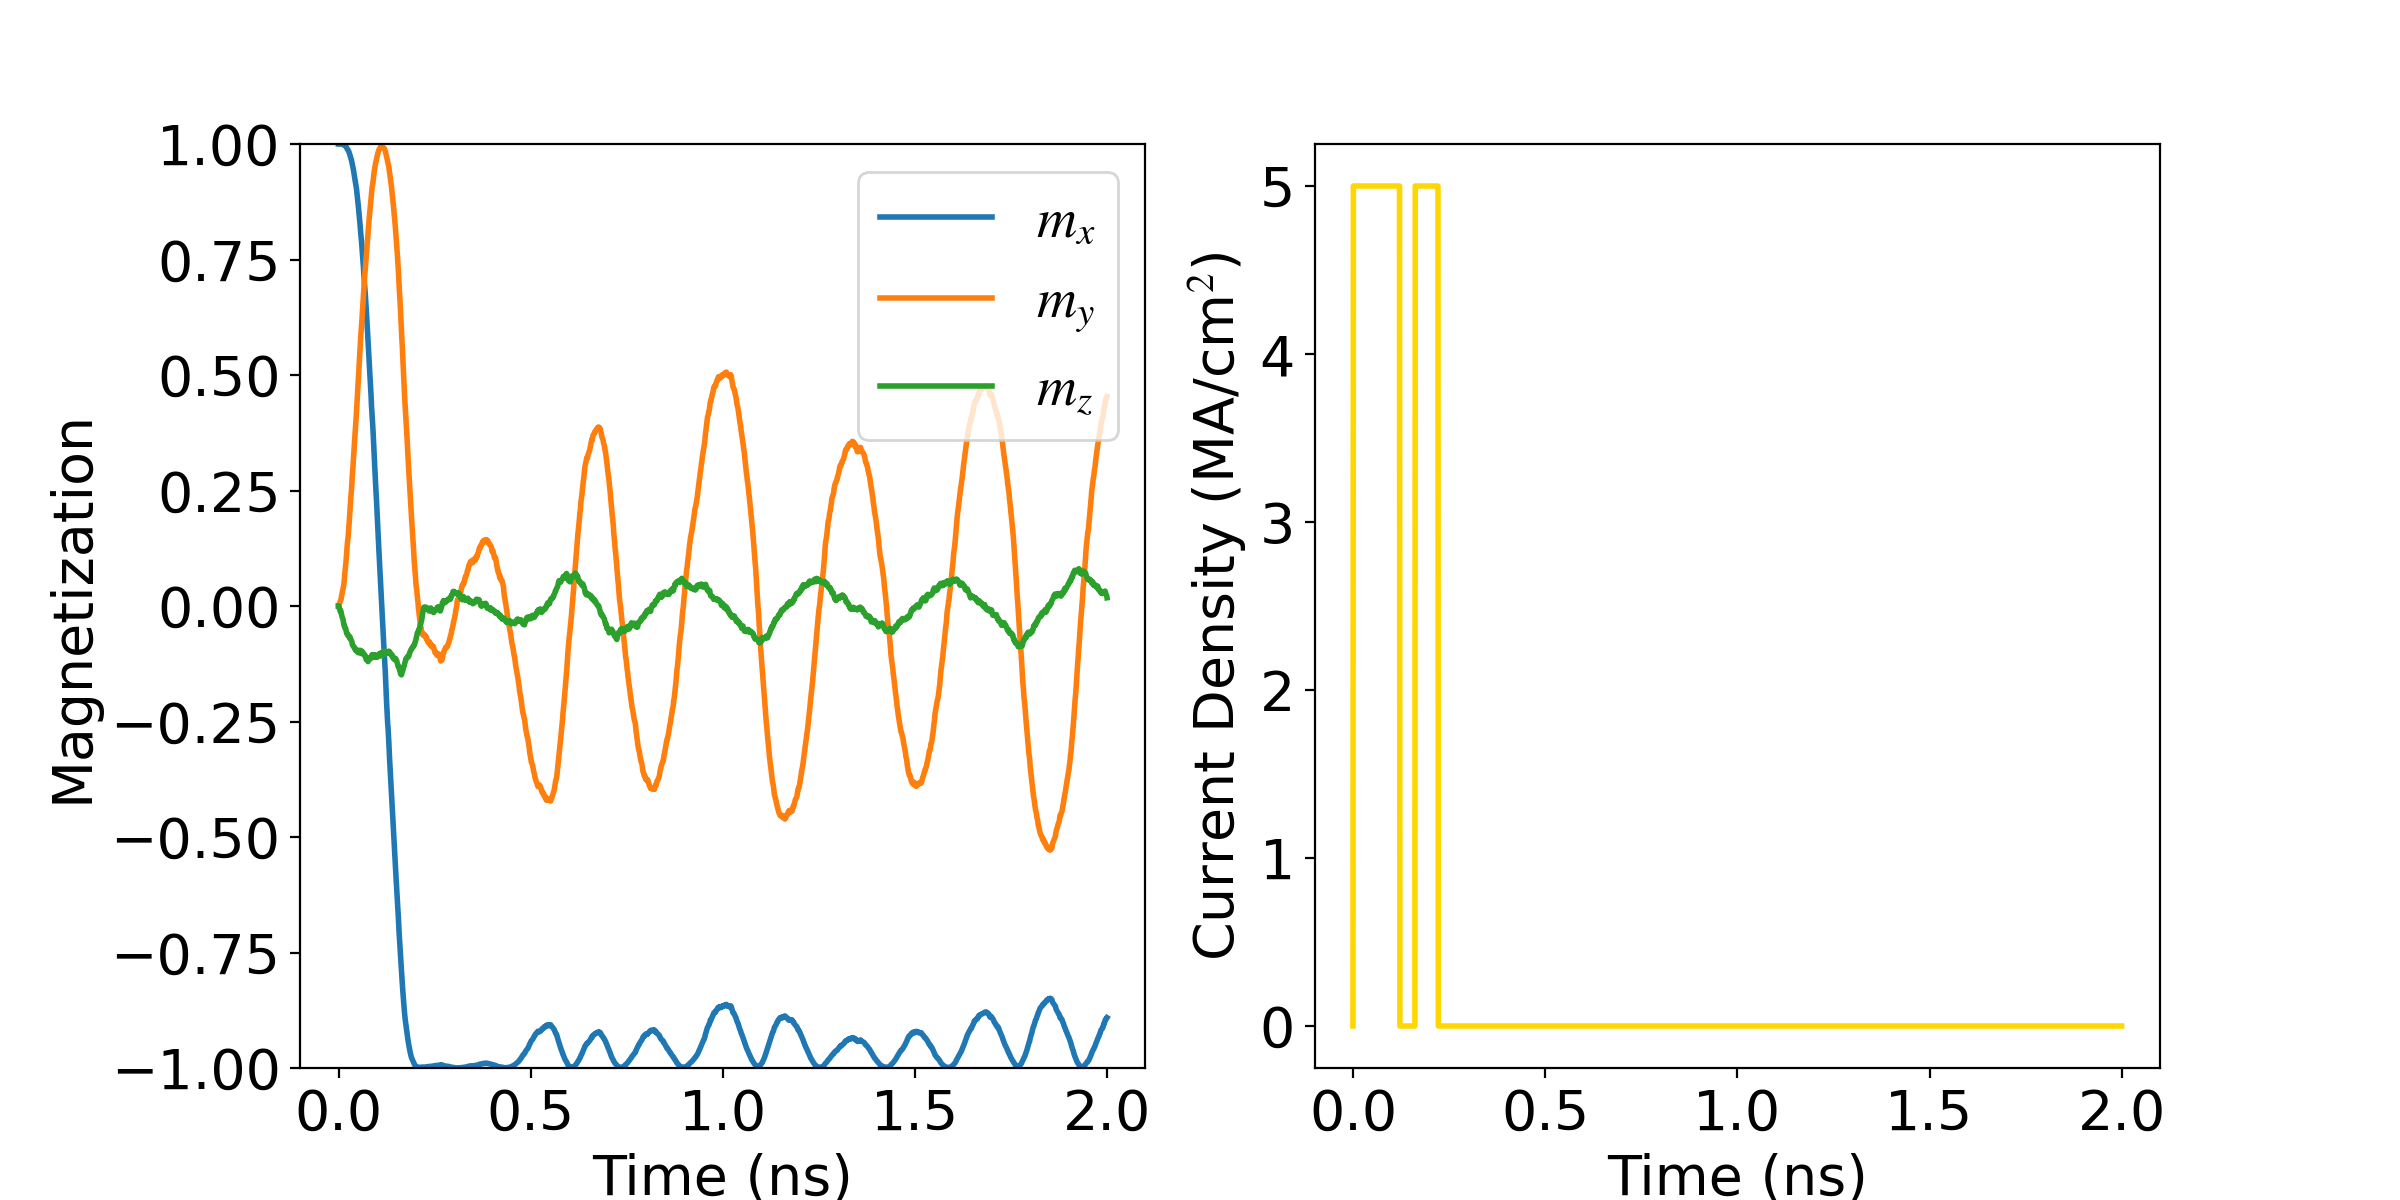 1.00
0.75
0.50
0.25
0.00
−0.25
−0.50
−0.75
−1.00
Magnetization
0.0 0.5 1.0 1.5 2.0
Time (ns)
m_x
m_y
m_z
5
4
3
2
1
0
Current Density (MA/cm²)
0.0 0.5 1.0 1.5 2.0
Time (ns)